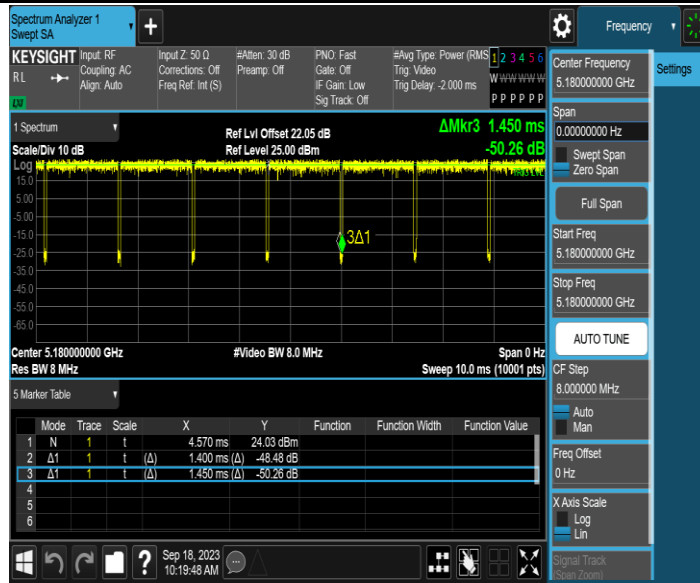 Spectrum Analyzer 1
Swept SA
Frequency
KEYSIGHT
RL
LXI
Input: RF
Coupling: AC
Align: Auto
Input Z: 50 Ω
Corrections: Off
Freq Ref: Int (S)
#Atten: 30 dB
Preamp: Off
PNO: Fast
Gate: Off
IF Gain: Low
Sig Track: Off
#Avg Type: Power (RMS
Trig: Video
Trig Delay: -2.000 ms
1 2 3 4 5 6
W W W W W W
P P P P P P
1 Spectrum
Scale/Div 10 dB
Ref Lvl Offset 22.05 dB
Ref Level 25.00 dBm
ΔMkr3 1.450 ms
-50.26 dB
Log
15.0
5.00
-5.00
-15.0
-25.0
-35.0
-45.0
-55.0
-65.0
3Δ1
Center 5.180000000 GHz
Res BW 8 MHz
#Video BW 8.0 MHz
Span 0 Hz
Sweep 10.0 ms (10001 pts)
5 Marker Table
Mode Trace Scale X Y Function Function Width Function Value
1 N 1 t 4.570 ms 24.03 dBm
2 Δ1 1 t (Δ) 1.400 ms (Δ) -48.48 dB
3 Δ1 1 t (Δ) 1.450 ms (Δ) -50.26 dB
4
5
6
Sep 18, 2023
10:19:48 AM
Center Frequency
5.180000000 GHz
Settings
Span
0.00000000 Hz
Swept Span
Zero Span
Full Span
Start Freq
5.180000000 GHz
Stop Freq
5.180000000 GHz
AUTO TUNE
CF Step
8.000000 MHz
Auto
Man
Freq Offset
0 Hz
X Axis Scale
Log
Lin
Signal Track
(Span Zoom)